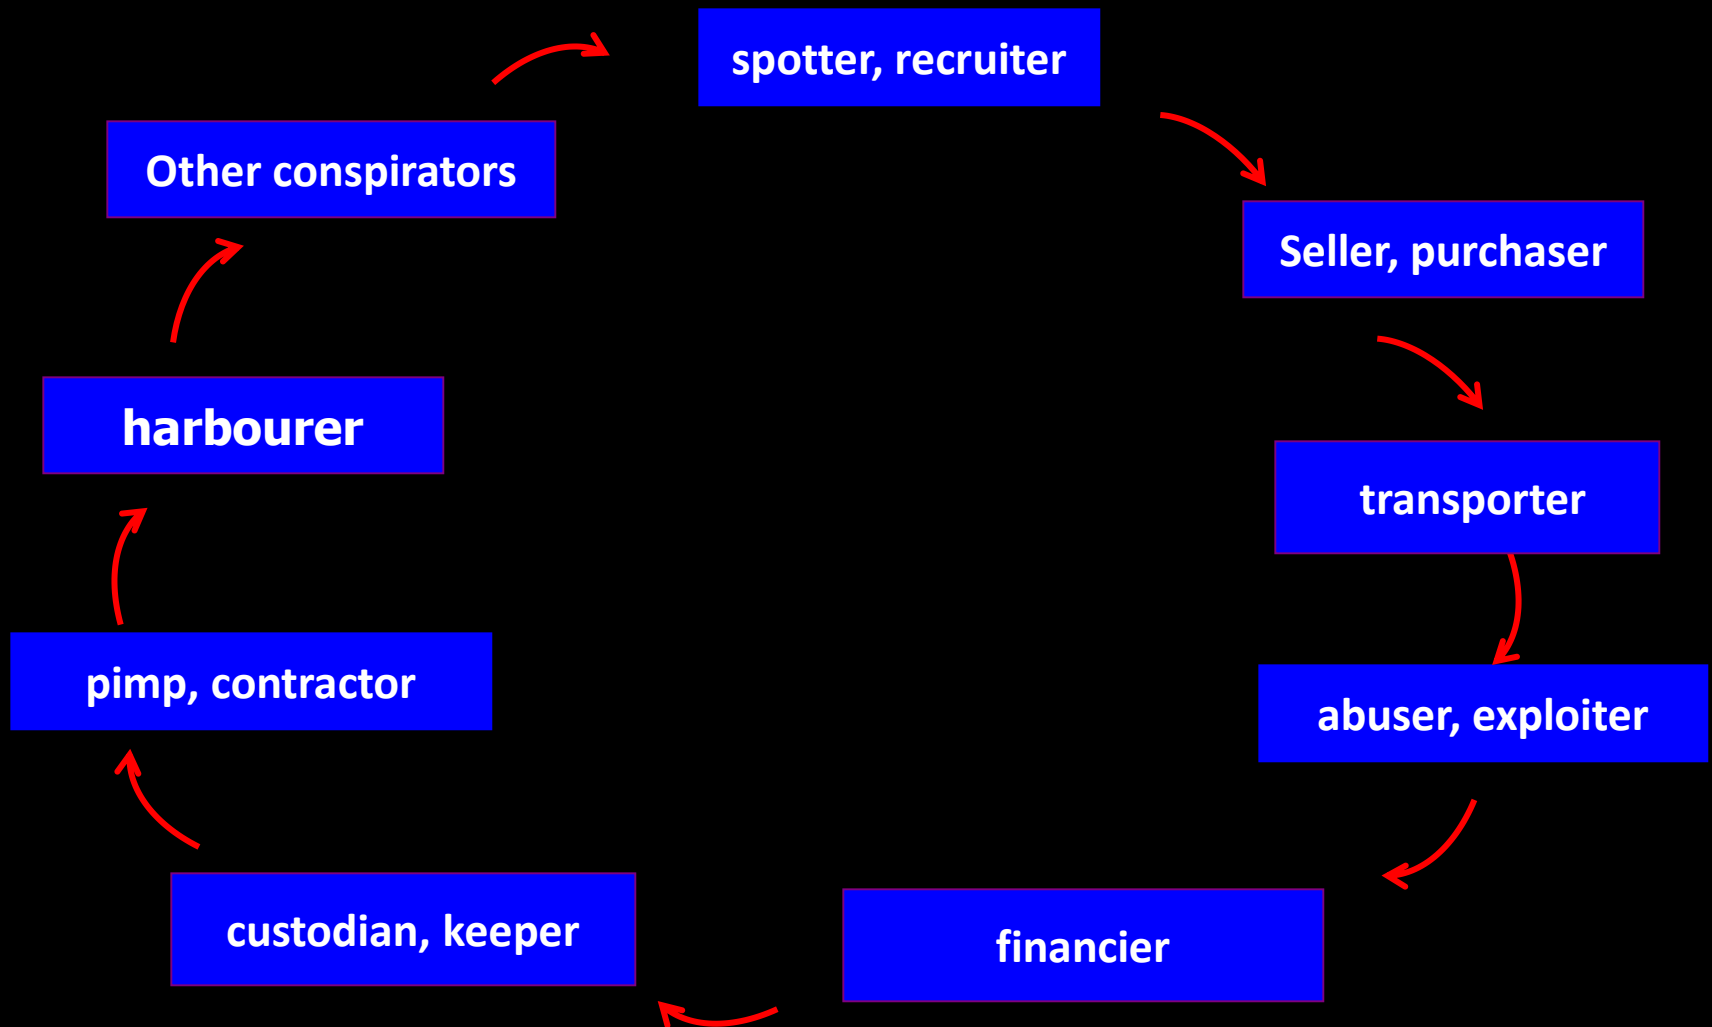 spotter, recruiter
Seller, purchaser
transporter
abuser, exploiter
financier
custodian, keeper
pimp, contractor
harbourer
Other conspirators